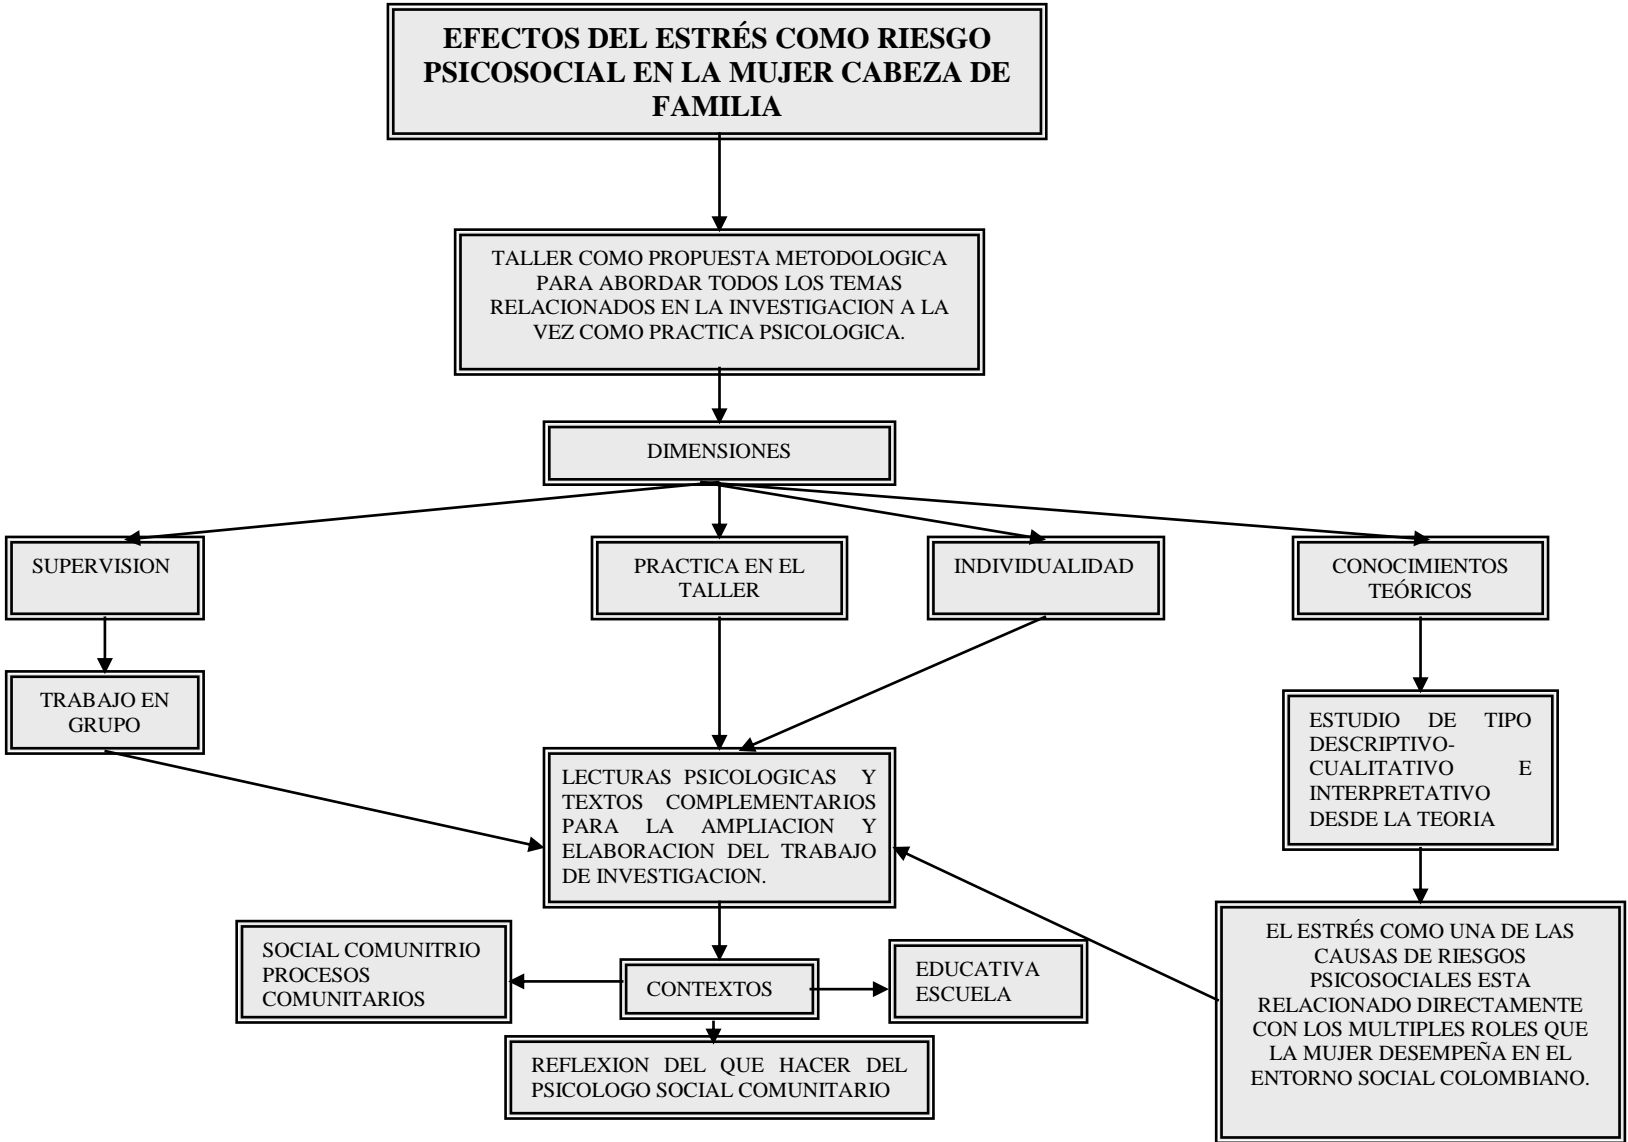 EFECTOS DEL ESTRÉS COMO RIESGO
PSICOSOCIAL EN LA MUJER CABEZA DE
FAMILIA
TALLER COMO PROPUESTA METODOLOGICA
PARA ABORDAR TODOS LOS TEMAS
RELACIONADOS EN LA INVESTIGACION A LA
VEZ COMO PRACTICA PSICOLOGICA.
DIMENSIONES
SUPERVISION
PRACTICA EN EL
TALLER
INDIVIDUALIDAD
CONOCIMIENTOS
TEÓRICOS
TRABAJO EN
GRUPO
ESTUDIO DE TIPO
DESCRIPTIVO-
CUALITATIVO E
INTERPRETATIVO
DESDE LA TEORIA
LECTURAS PSICOLOGICAS Y
TEXTOS COMPLEMENTARIOS
PARA LA AMPLIACION Y
ELABORACION DEL TRABAJO
DE INVESTIGACION.
EL ESTRÉS COMO UNA DE LAS
CAUSAS DE RIESGOS
PSICOSOCIALES ESTA
RELACIONADO DIRECTAMENTE
CON LOS MULTIPLES ROLES QUE
LA MUJER DESEMPEÑA EN EL
ENTORNO SOCIAL COLOMBIANO.
SOCIAL COMUNITRIO
PROCESOS
COMUNITARIOS
CONTEXTOS
EDUCATIVA
ESCUELA
REFLEXION DEL QUE HACER DEL
PSICOLOGO SOCIAL COMUNITARIO